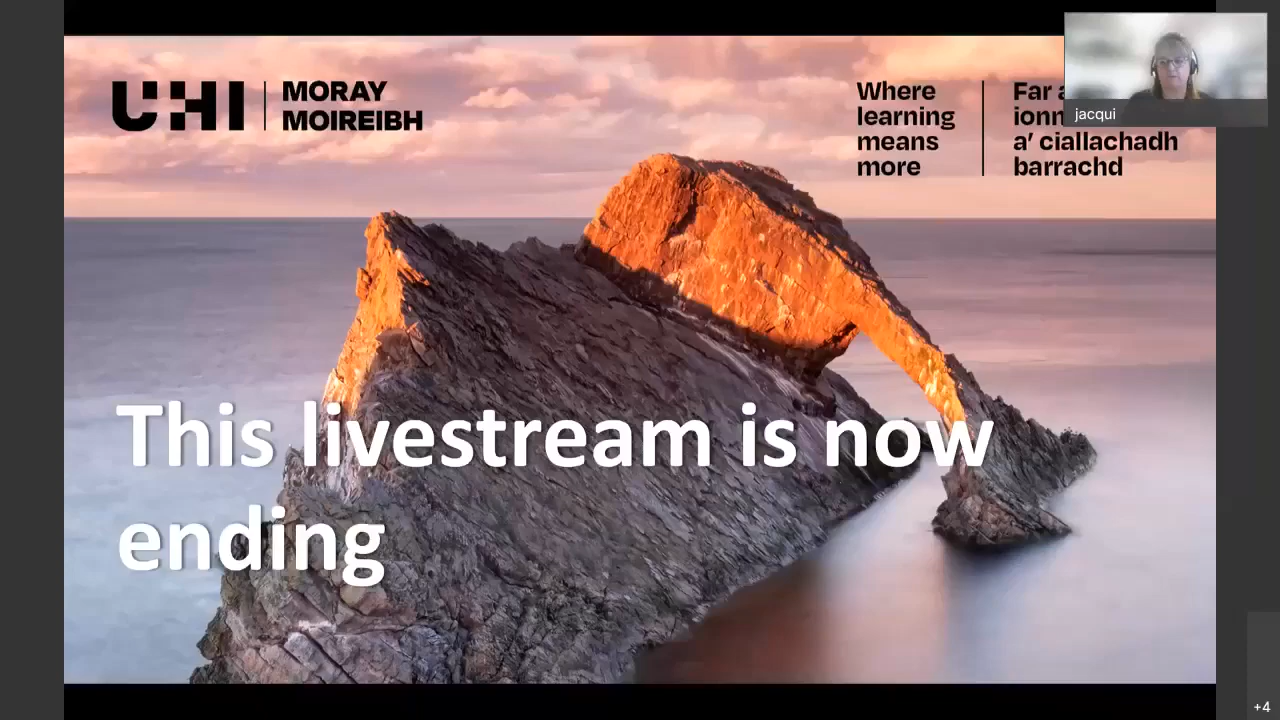 UHI
MORAY
MOIREIBH
Where
learning
means
more
Far
ionn
a' ciallachadh
barrachd
jacqui
This livestream is now
ending
+4